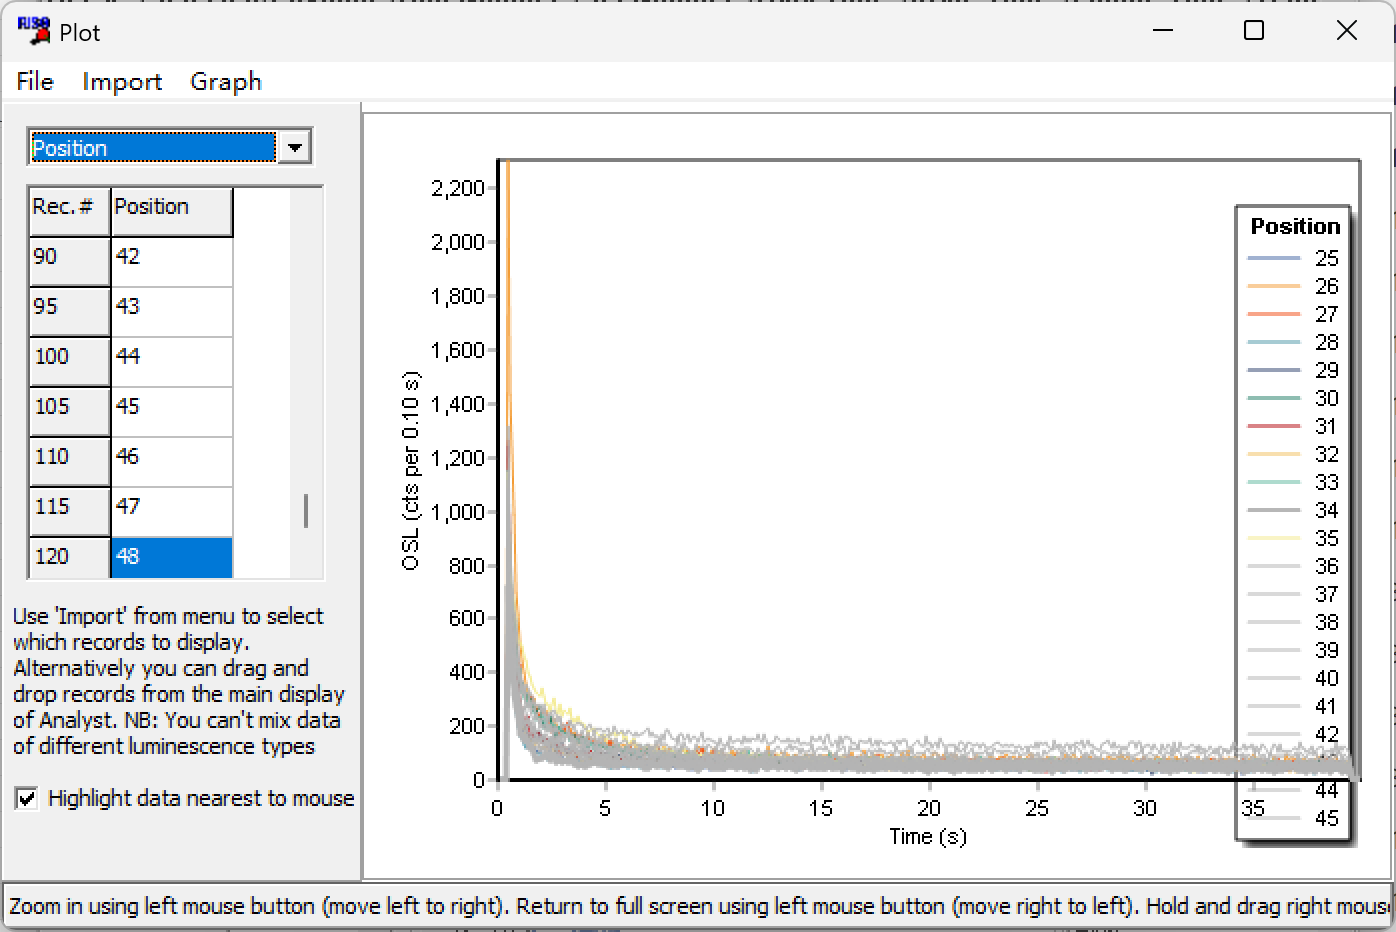 RISØ Plot
File Import Graph
Position
Rec. # Position
90 42
95 43
100 44
105 45
110 46
115 47
120 48
Use 'Import' from menu to select
which records to display.
Alternatively you can drag and
drop records from the main display
of Analyst. NB: You can't mix data
of different luminescence types
Highlight data nearest to mouse
OSL (cts per 0.10 s)
2,200
2,000
1,800
1,600
1,400
1,200
1,000
800
600
400
200
0
0 5 10 15 20 25 30 35
Time (s)
Position
25
26
27
28
29
30
31
32
33
34
35
36
37
38
39
40
41
42
44
45
Zoom in using left mouse button (move left to right). Return to full screen using left mouse button (move right to left). Hold and drag right mouse